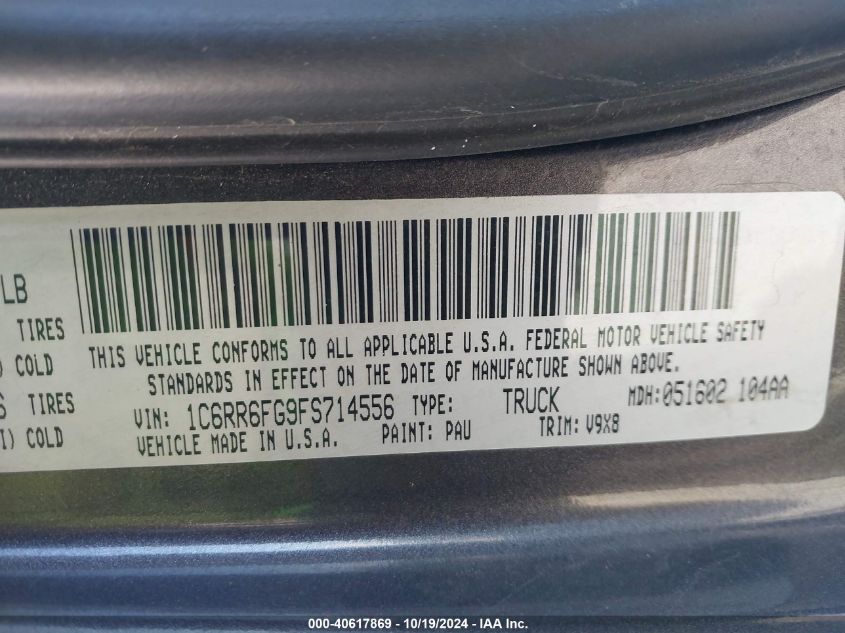 LB
TIRES
COLD
TIRES
COLD
THIS VEHICLE CONFORMS TO ALL APPLICABLE U.S.A. FEDERAL MOTOR VEHICLE SAFETY
STANDARDS IN EFFECT ON THE DATE OF MANUFACTURE SHOWN ABOVE.
VIN: 1C6RR6FG9FS714556 TYPE: TRUCK MDH:051602 104AA
VEHICLE MADE IN U.S.A. PAINT: PAU TRIM: V9X8
000-40617869 - 10/19/2024 - IAA Inc.